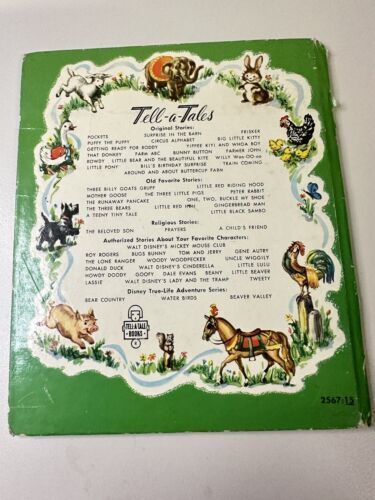 Tell-a-Tales
Original Stories:
POCKETS SURPRISE IN THE BARN FRISKER
PUFFY THE PUPPY CIRCUS ALPHABET BIG LITTLE KITTY
GETTING READY FOR RODDY YIPPEE KITI AND WHOA BOY
THAT DONKEY FARM ABC BUNNY BUTTON FARMER JOHN
ROWDY LITTLE BEAR AND THE BEAUTIFUL KITE WILLY Woo-OO-oo
LITTLE PONY BILL'S BIRTHDAY SURPRISE TRAIN COMING
AROUND AND ABOUT BUTTERCUP FARM
Old Favorite Stories:
THREE BILLY GOATS GRUFF LITTLE RED RIDING HOOD
MOTHER GOOSE THE THREE LITTLE PIGS PETER RABBIT
THE RUNAWAY PANCAKE ONE, TWO, BUCKLE MY SHOE
THE THREE BEARS LITTLE RED HEN GINGERBREAD MAN
A TEENY TINY TALE LITTLE BLACK SAMBO
Religious Stories:
THE BELOVED SON PRAYERS A CHILD'S FRIEND
Authorized Stories About Your Favorite Characters:
WALT DISNEY'S MICKEY MOUSE CLUB
ROY ROGERS BUGS BUNNY TOM AND JERRY GENE AUTRY
THE LONE RANGER WOODY WOODPECKER UNCLE WIGGILY
DONALD DUCK WALT DISNEY'S CINDERELLA LITTLE LULU
HOWDY DOODY GOOFY DALE EVANS BEANY LITTLE BEAVER
LASSIE WALT DISNEY'S LADY AND THE TRAMP TWEETY
Disney True-Life Adventure Series:
BEAR COUNTRY WATER BIRDS BEAVER VALLEY
TELL-A-TALE
BOOKS
2567:15